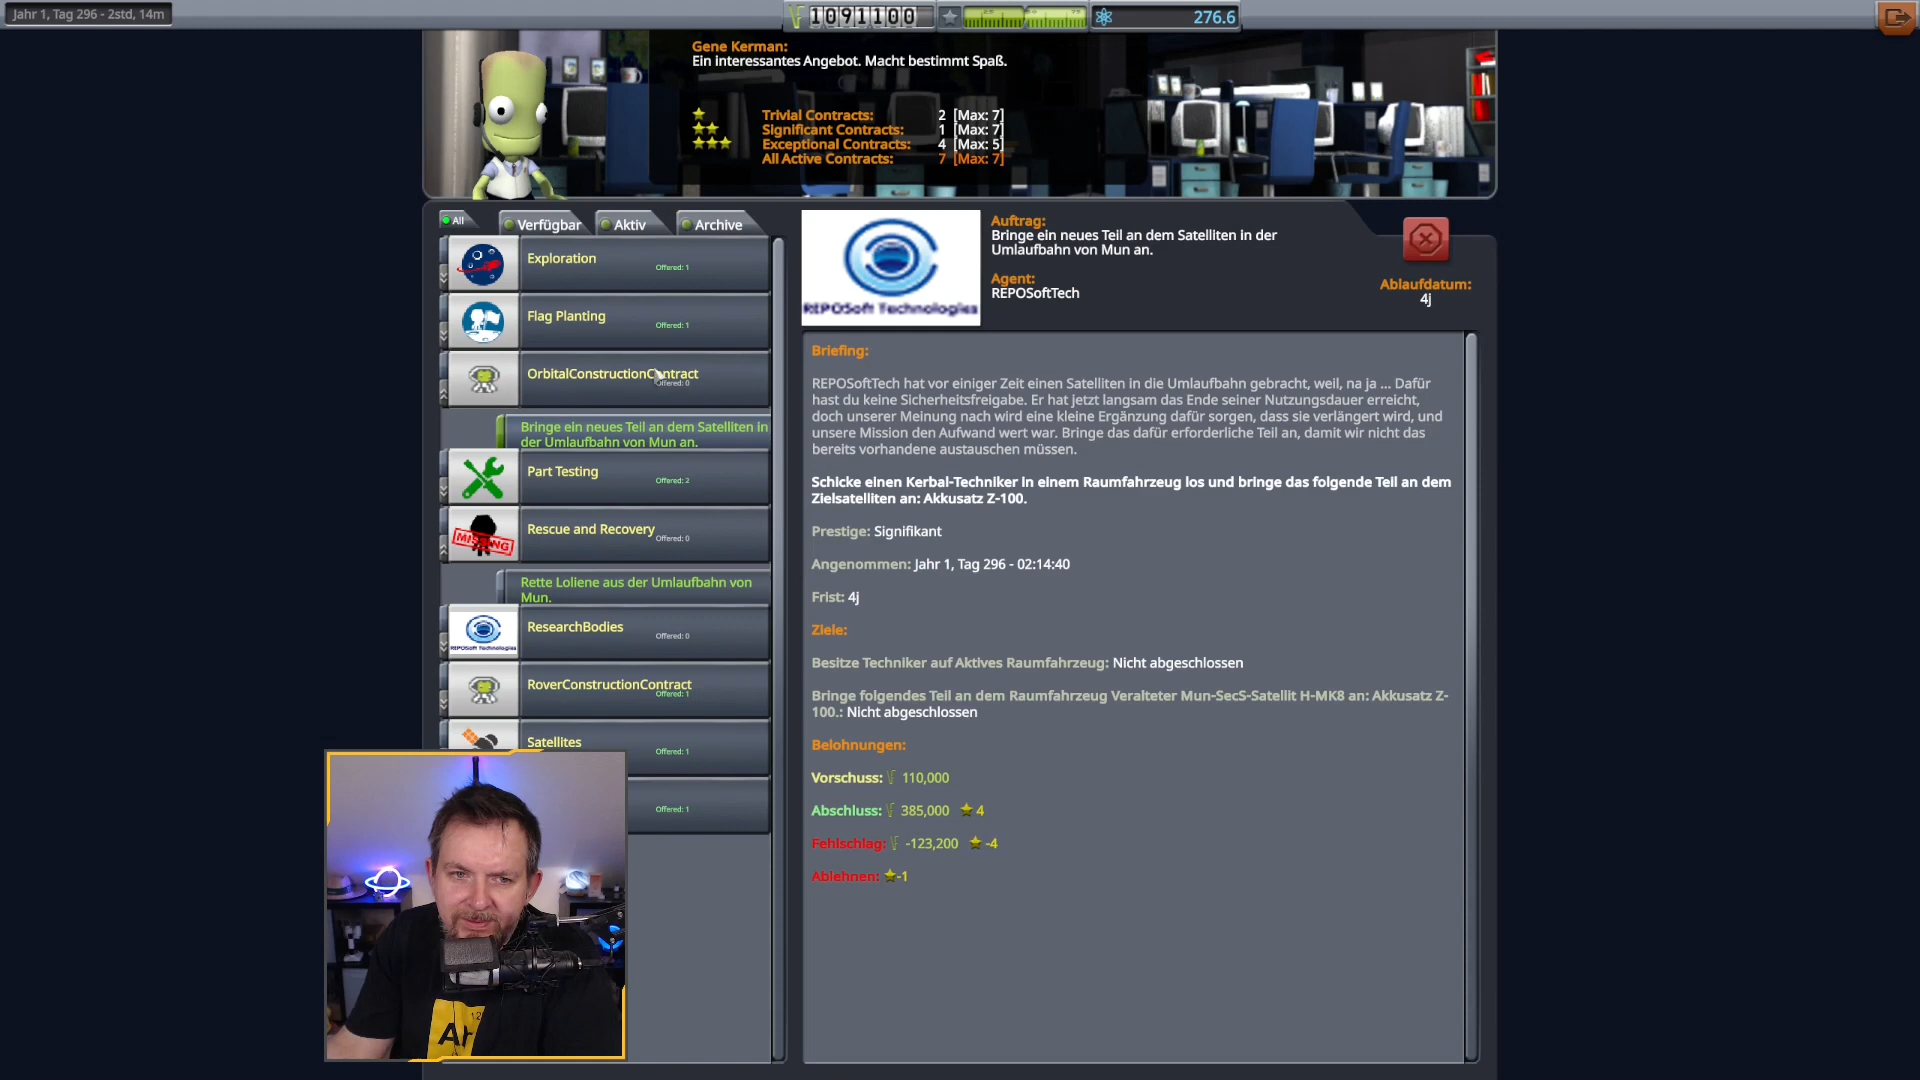 Jahr 1, Tag 296 - 2std, 14m
1091100
276.6
Gene Kerman:
Ein interessantes Angebot. Macht bestimmt Spaß.
Trivial Contracts: 2 [Max: 7]
Significant Contracts: 1 [Max: 7]
Exceptional Contracts: 4 [Max: 5]
All Active Contracts: 7 [Max: 7]
All
Verfügbar
Aktiv
Archive
Exploration
Offered: 1
Flag Planting
Offered: 1
OrbitalConstructionContract
Offered: 0
Bringe ein neues Teil an dem Satelliten in
der Umlaufbahn von Mun an.
Part Testing
Offered: 2
MISSING
Rescue and Recovery
Offered: 0
Rette Loliene aus der Umlaufbahn von
Mun.
REPOSoft Technologies
ResearchBodies
Offered: 0
RoverConstructionContract
Offered: 1
Satellites
Offered: 1
Offered: 1
REPOSoft Technologies
Auftrag:
Bringe ein neues Teil an dem Satelliten in der
Umlaufbahn von Mun an.
Agent:
REPOSoftTech
Ablaufdatum:
4j
Briefing:
REPOSoftTech hat vor einiger Zeit einen Satelliten in die Umlaufbahn gebracht, weil, na ja ... Dafür
hast du keine Sicherheitsfreigabe. Er hat jetzt langsam das Ende seiner Nutzungsdauer erreicht,
doch unserer Meinung nach wird eine kleine Ergänzung dafür sorgen, dass sie verlängert wird, und
unsere Mission den Aufwand wert war. Bringe das dafür erforderliche Teil an, damit wir nicht das
bereits vorhandene austauschen müssen.
Schicke einen Kerbal-Techniker in einem Raumfahrzeug los und bringe das folgende Teil an dem
Zielsatelliten an: Akkusatz Z-100.
Prestige: Signifikant
Angenommen: Jahr 1, Tag 296 - 02:14:40
Frist: 4j
Ziele:
Besitze Techniker auf Aktives Raumfahrzeug: Nicht abgeschlossen
Bringe folgendes Teil an dem Raumfahrzeug Veralteter Mun-SecS-Satellit H-MK8 an: Akkusatz Z-
100.: Nicht abgeschlossen
Belohnungen:
Vorschuss: 110,000
Abschluss: 385,000 4
Fehlschlag: -123,200 -4
Ablehnen: -1
Ar